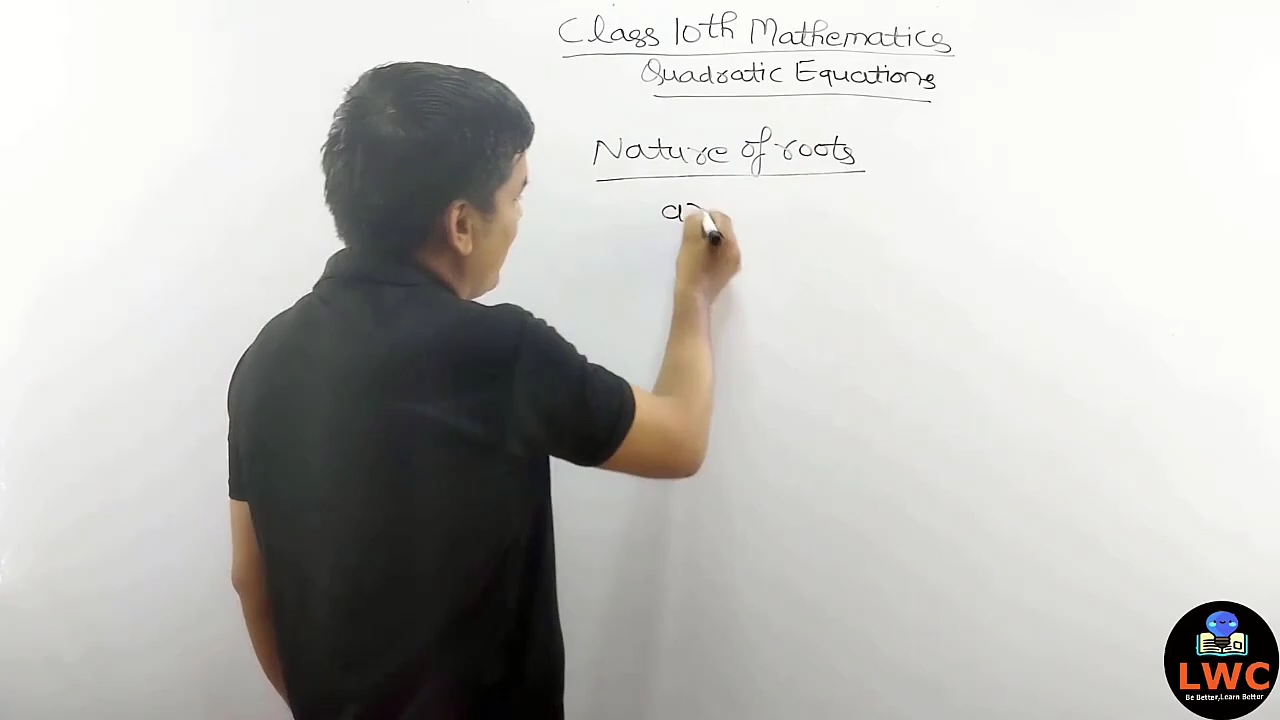 Class 10th Mathematics
Quadratic Equations
Nature of roots
a
LWC
Be Better,Learn Better